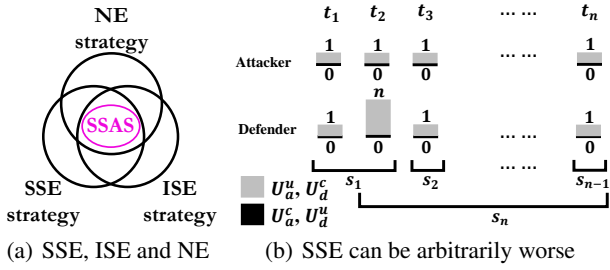 NE
strategy
SSAS
SSE
strategy
ISE
strategy
(a) SSE, ISE and NE
b
t₁ t₂ t₃ ... ... tₙ
Attacker 1 1 1 ... ... 1
0 0 0 0
n
Defender 1 1 1
0 0 0 ... ... 0
s₁ s₂ sₙ₋₁
sₙ
Uₐᵘ, U_d^c
Uₐᶜ, U_d^u
(b) SSE can be arbitrarily worse